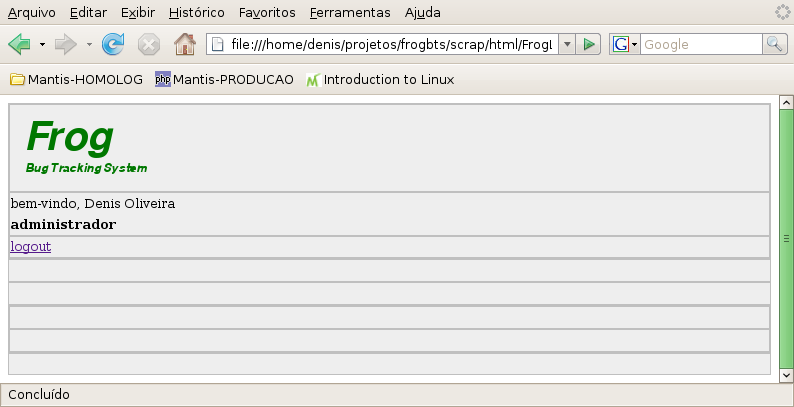 Arquivo Editar Exibir Histórico Favoritos Ferramentas Ajuda
file:///home/denis/projetos/frogbts/scrap/html/FrogL G Google
Mantis-HOMOLOG php Mantis-PRODUCAO Introduction to Linux
Frog
Bug Tracking System
bem-vindo, Denis Oliveira
administrador
logout
Concluído